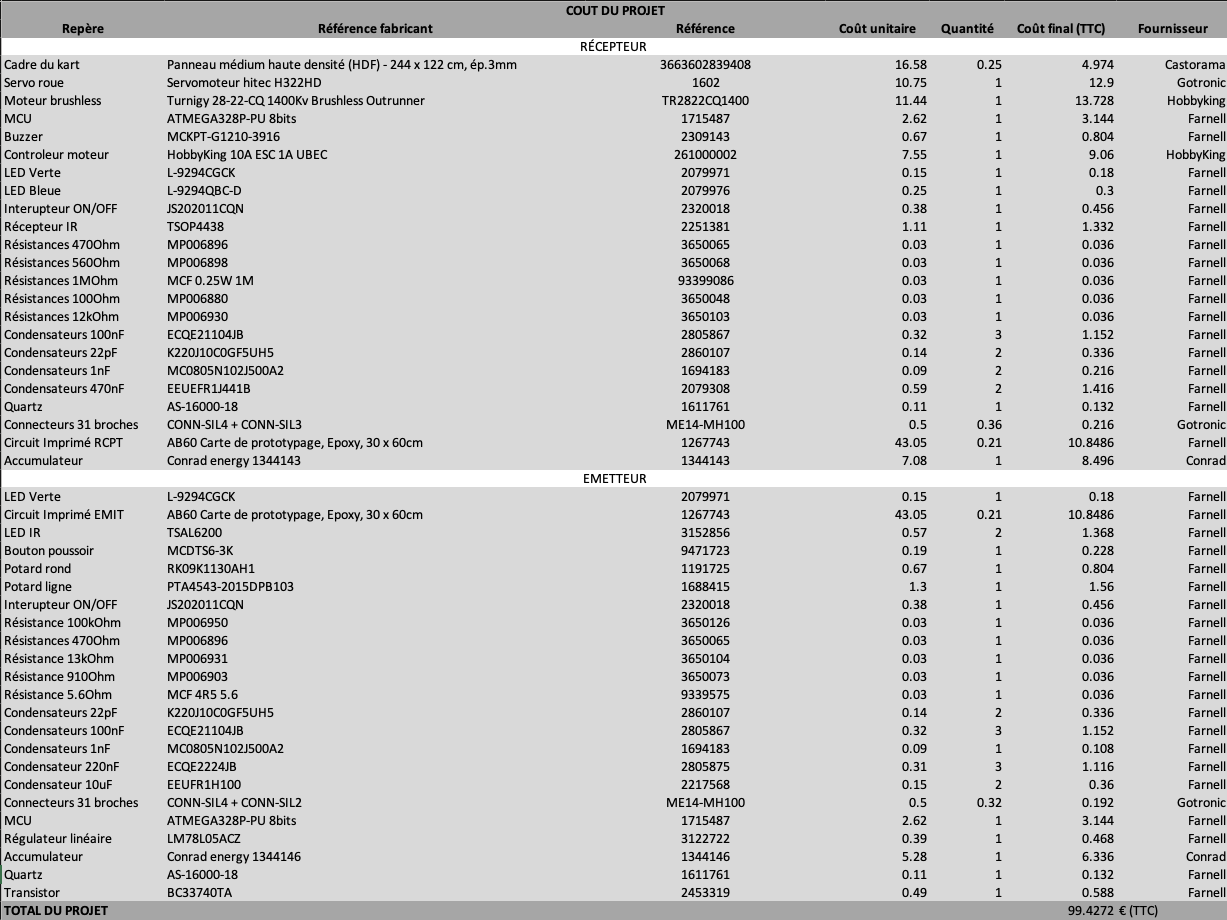 COUT DU PROJET
Repère Référence fabricant Référence Coût unitaire Quantité Coût final (TTC) Fournisseur
RÉCEPTEUR
Cadre du kart Panneau médium haute densité (HDF) - 244 x 122 cm, ép.3mm 3663602839408 16.58 0.25 4.974 Castorama
Servo roue Servomoteur hitec H322HD 1602 10.75 1 12.9 Gotronic
Moteur brushless Turnigy 28-22-CQ 1400Kv Brushless Outrunner TR2822CQ1400 11.44 1 13.728 Hobbyking
MCU ATMEGA328P-PU 8bits 1715487 2.62 1 3.144 Farnell
Buzzer MCKPT-G1210-3916 2309143 0.67 1 0.804 Farnell
Controleur moteur HobbyKing 10A ESC 1A UBEC 261000002 7.55 1 9.06 HobbyKing
LED Verte L-9294CGCK 2079971 0.15 1 0.18 Farnell
LED Bleue L-9294QBC-D 2079976 0.25 1 0.3 Farnell
Interupteur ON/OFF JS202011CQN 2320018 0.38 1 0.456 Farnell
Récepteur IR TSOP4438 2251381 1.11 1 1.332 Farnell
Résistances 470Ohm MP006896 3650065 0.03 1 0.036 Farnell
Résistances 560Ohm MP006898 3650068 0.03 1 0.036 Farnell
Résistances 1MOhm MCF 0.25W 1M 93399086 0.03 1 0.036 Farnell
Résistances 100Ohm MP006880 3650048 0.03 1 0.036 Farnell
Résistances 12kOhm MP006930 3650103 0.03 1 0.036 Farnell
Condensateurs 100nF ECQE21104JB 2805867 0.32 3 1.152 Farnell
Condensateurs 22pF K220J10C0GF5UH5 2860107 0.14 2 0.336 Farnell
Condensateurs 1nF MC0805N102J500A2 1694183 0.09 2 0.216 Farnell
Condensateurs 470nF EEUEFR1J441B 2079308 0.59 2 1.416 Farnell
Quartz AS-16000-18 1611761 0.11 1 0.132 Farnell
Connecteurs 31 broches CONN-SIL4 + CONN-SIL3 ME14-MH100 0.5 0.36 0.216 Gotronic
Circuit Imprimé RCPT AB60 Carte de prototypage, Epoxy, 30 x 60cm 1267743 43.05 0.21 10.8486 Farnell
Accumulateur Conrad energy 1344143 1344143 7.08 1 8.496 Conrad
EMETTEUR
LED Verte L-9294CGCK 2079971 0.15 1 0.18 Farnell
Circuit Imprimé EMIT AB60 Carte de prototypage, Epoxy, 30 x 60cm 1267743 43.05 0.21 10.8486 Farnell
LED IR TSAL6200 3152856 0.57 2 1.368 Farnell
Bouton poussoir MCDTS6-3K 9471723 0.19 1 0.228 Farnell
Potard rond RK09K1130AH1 1191725 0.67 1 0.804 Farnell
Potard ligne PTA4543-2015DPB103 1688415 1.3 1 1.56 Farnell
Interupteur ON/OFF JS202011CQN 2320018 0.38 1 0.456 Farnell
Résistance 100kOhm MP006950 3650126 0.03 1 0.036 Farnell
Résistances 470Ohm MP006896 3650065 0.03 1 0.036 Farnell
Résistance 13kOhm MP006931 3650104 0.03 1 0.036 Farnell
Résistance 910Ohm MP006903 3650073 0.03 1 0.036 Farnell
Résistance 5.6Ohm MCF 4R5 5.6 9339575 0.03 1 0.036 Farnell
Condensateurs 22pF K220J10C0GF5UH5 2860107 0.14 2 0.336 Farnell
Condensateurs 100nF ECQE21104JB 2805867 0.32 3 1.152 Farnell
Condensateurs 1nF MC0805N102J500A2 1694183 0.09 1 0.108 Farnell
Condensateur 220nF ECQE2224JB 2805875 0.31 3 1.116 Farnell
Condensateur 10uF EEUFR1H100 2217568 0.15 2 0.36 Farnell
Connecteurs 31 broches CONN-SIL4 + CONN-SIL2 ME14-MH100 0.5 0.32 0.192 Gotronic
MCU ATMEGA328P-PU 8bits 1715487 2.62 1 3.144 Farnell
Régulateur linéaire LM78L05ACZ 3122722 0.39 1 0.468 Farnell
Accumulateur Conrad energy 1344146 1344146 5.28 1 6.336 Conrad
Quartz AS-16000-18 1611761 0.11 1 0.132 Farnell
Transistor BC33740TA 2453319 0.49 1 0.588 Farnell
TOTAL DU PROJET 99.4272 € (TTC)